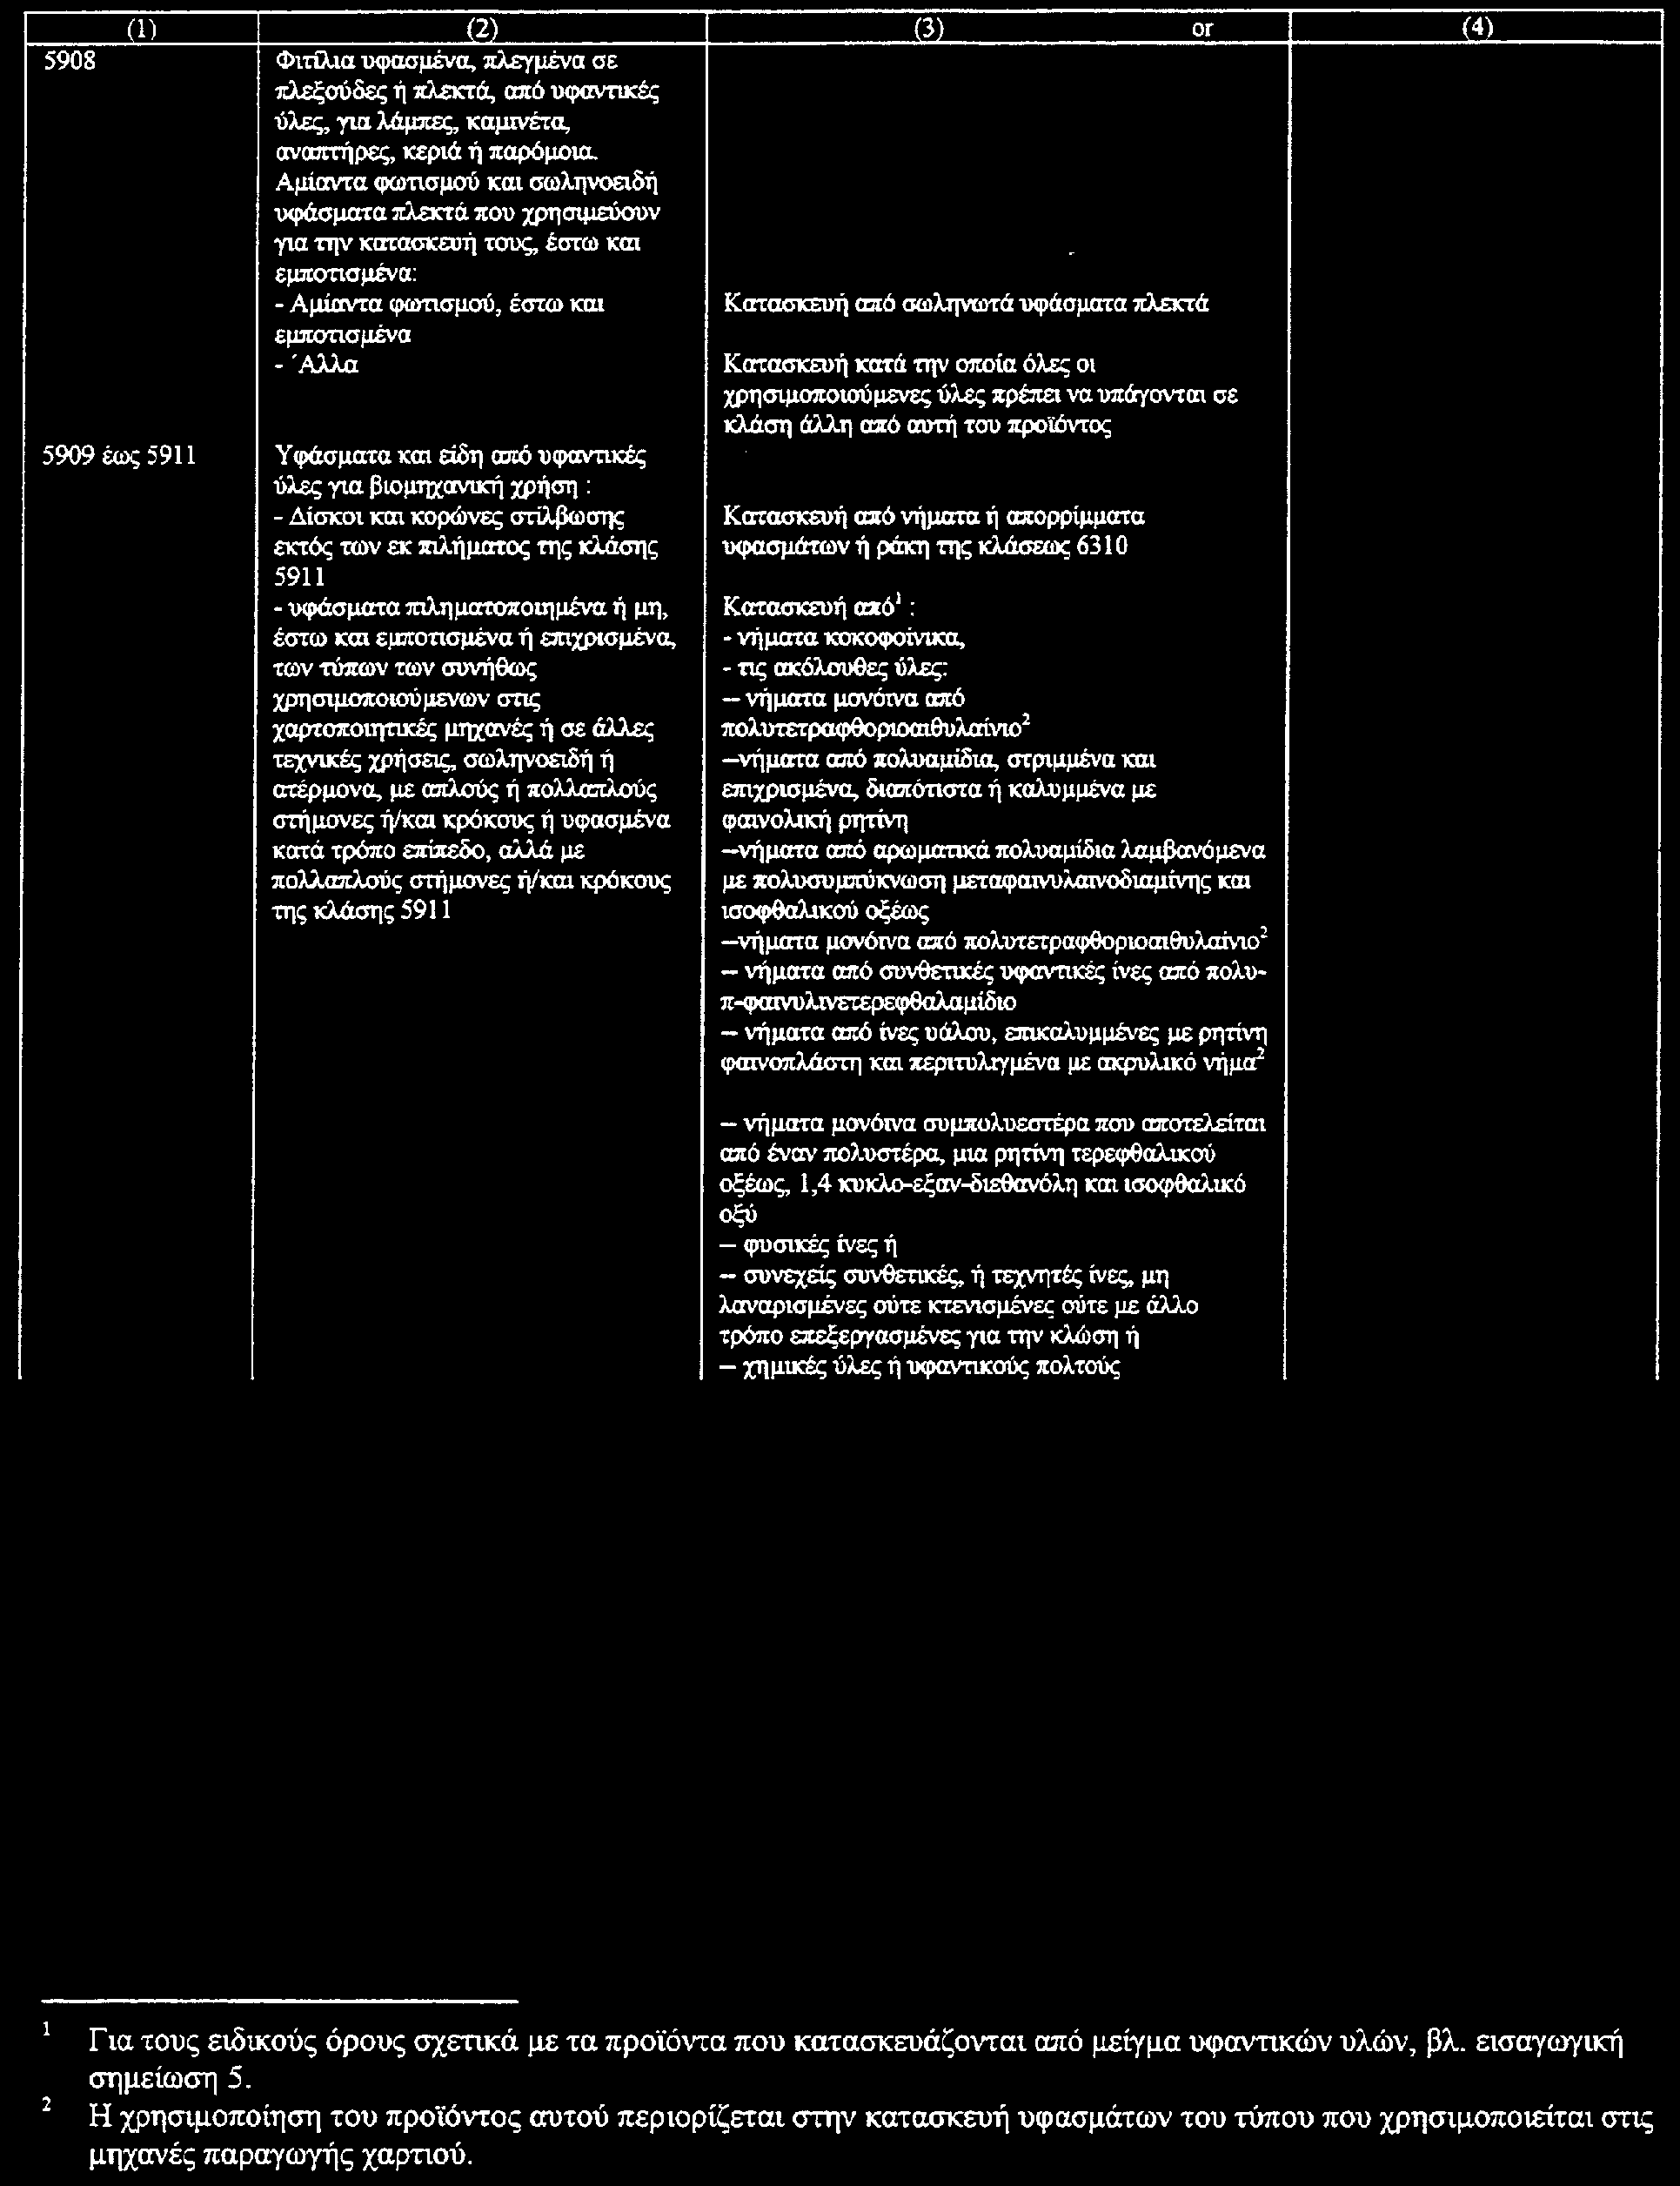 (1) (2) (3) or (4)
5908 Φιτίλια υφασμένα, πλεγμένα σε
πλεξούδες ή πλεκτά, από υφαντικές
ύλες, για λάμπες, καμινέτα,
αναπτήρες, κεριά ή παρόμοια.
Αμίαντα φωτισμού και σωληνοειδή
υφάσματα πλεκτά που χρησιμεύουν
για την κατασκευή τους, έστω και
εμποτισμένα:
- Αμίαντα φωτισμού, έστω και
εμποτισμένα
Κατασκευή από σωληνωτά υφάσματα πλεκτά
- Άλλα
Κατασκευή κατά την οποία όλες οι
χρησιμοποιούμενες ύλες πρέπει να υπάγονται σε
κλάση άλλη από αυτή του προϊόντος
5909 έως 5911 Υφάσματα και είδη από υφαντικές
ύλες για βιομηχανική χρήση :
- Δίσκοι και κορώνες στίλβωσης
εκτός των εκ πιλήματος της κλάσης
5911
Κατασκευή από νήματα ή απορρίμματα
υφασμάτων ή ράκη της κλάσεως 6310
- υφάσματα πιληματοποιημένα ή μη,
έστω και εμποτισμένα ή επιχρισμένα,
των τύπων των συνήθως
χρησιμοποιούμενων στις
χαρτοποιητικές μηχανές ή σε άλλες
τεχνικές χρήσεις, σωληνοειδή ή
ατέρμονα, με απλούς ή πολλαπλούς
στήμονες ή/και κρόκους ή υφασμένα
κατά τρόπο επίπεδο, αλλά με
πολλαπλούς στήμονες ή/και κρόκους
της κλάσης 5911
Κατασκευή από¹ :
- νήματα κοκοφοίνικα,
- τις ακόλουθες ύλες:
-- νήματα μονόινα από
πολυτετραφθοριοαιθυλαίνιο²
--νήματα από πολυαμίδια, στριμμένα και
επιχρισμένα, διαπότιστα ή καλυμμένα με
φαινολική ρητίνη
--νήματα από αρωματικά πολυαμίδια λαμβανόμενα
με πολυσυμπύκνωση μεταφαινυλαινοδιαμίνης και
ισοφθαλικού οξέως
--νήματα μονόινα από πολυτετραφθοριοαιθυλαίνιο²
-- νήματα από συνθετικές υφαντικές ίνες από πολυ-
π-φαινυλινετερεφθαλαμίδιο
-- νήματα από ίνες υάλου, επικαλυμμένες με ρητίνη
φαινοπλάστη και περιτυλιγμένα με ακρυλικό νήμα²
-- νήματα μονόινα συμπολυεστέρα που αποτελείται
από έναν πολυστέρα, μια ρητίνη τερεφθαλικού
οξέως, 1,4 κυκλο-εξαν-διεθανόλη και ισοφθαλικό
οξύ
-- φυσικές ίνες ή
-- συνεχείς συνθετικές, ή τεχνητές ίνες, μη
λαναρισμένες ούτε κτενισμένες ούτε με άλλο
τρόπο επεξεργασμένες για την κλώση ή
-- χημικές ύλες ή υφαντικούς πολτούς
¹ Για τους ειδικούς όρους σχετικά με τα προϊόντα που κατασκευάζονται από μείγμα υφαντικών υλών, βλ. εισαγωγική
σημείωση 5.
² Η χρησιμοποίηση του προϊόντος αυτού περιορίζεται στην κατασκευή υφασμάτων του τύπου που χρησιμοποιείται στις
μηχανές παραγωγής χαρτιού.